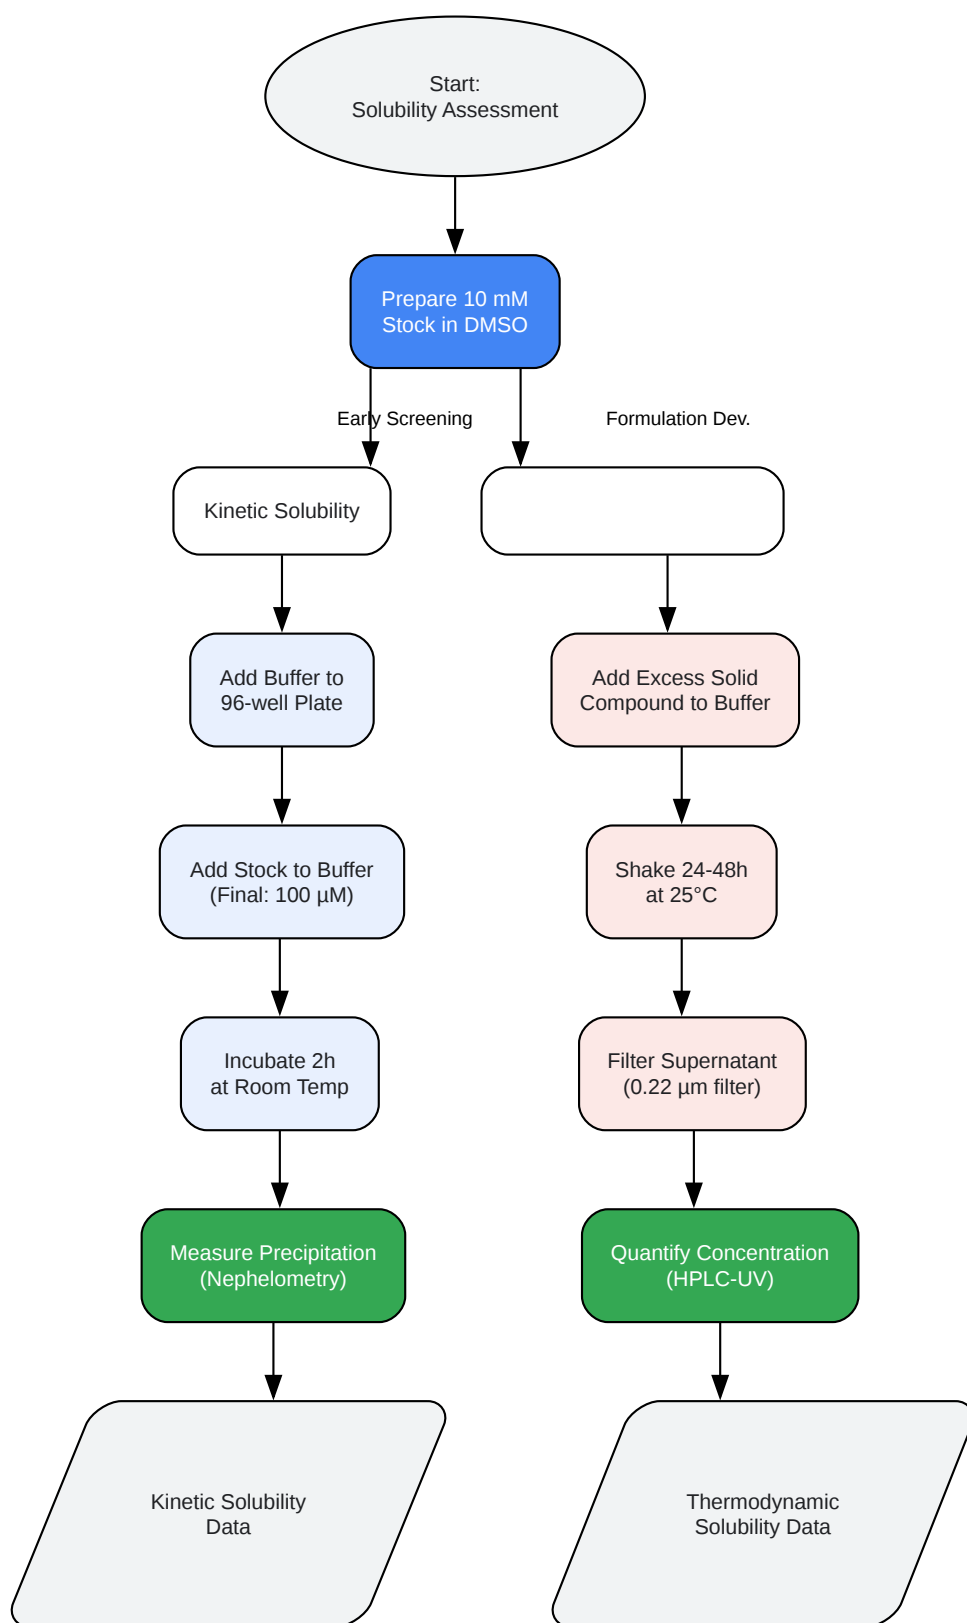 Start:
Solubility Assessment
Prepare 10 mM
Stock in DMSO
Early Screening
Formulation Dev.
Kinetic Solubility
Add Buffer to
96-well Plate
Add Excess Solid
Compound to Buffer
Add Stock to Buffer
(Final: 100 µM)
Shake 24-48h
at 25°C
Incubate 2h
at Room Temp
Filter Supernatant
(0.22 µm filter)
Measure Precipitation
(Nephelometry)
Quantify Concentration
(HPLC-UV)
Kinetic Solubility
Data
Thermodynamic
Solubility Data